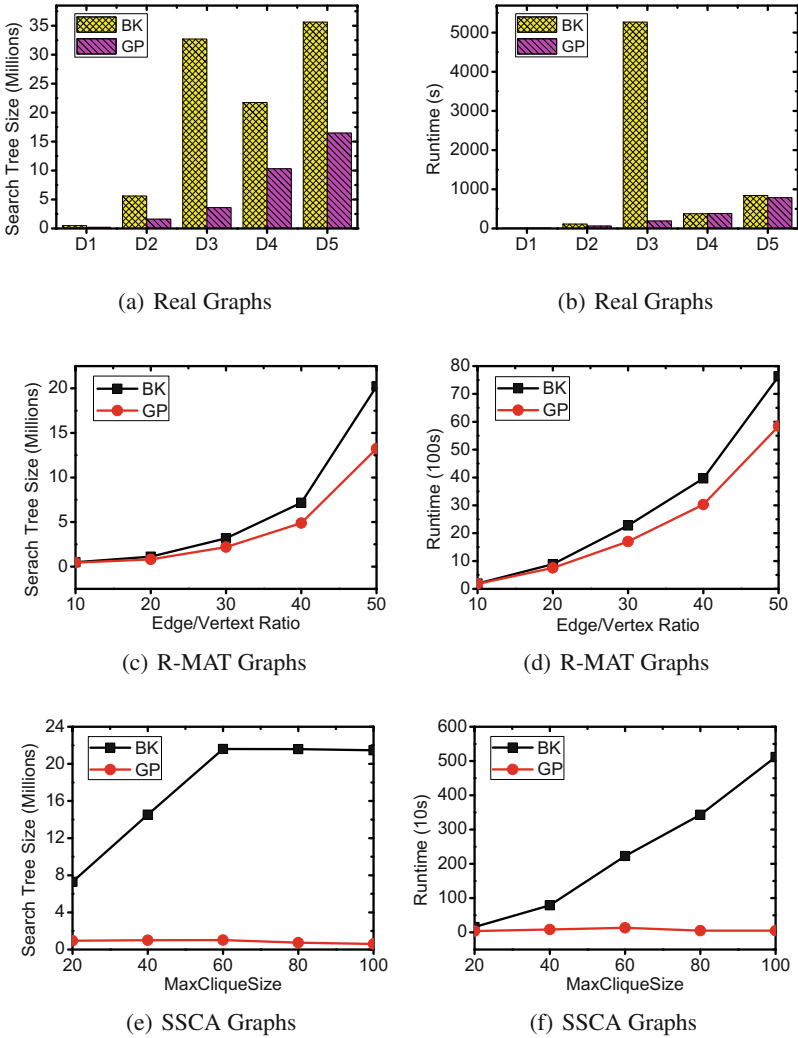 BK
GP
Search Tree Size (Millions)
35
30
25
20
15
10
5
0
D1 D2 D3 D4 D5
(a) Real Graphs
BK
GP
Runtime (s)
5000
4000
3000
2000
1000
0
D1 D2 D3 D4 D5
(b) Real Graphs
BK
GP
Serach Tree Size (Millions)
20
15
10
5
0
10 20 30 40 50
Edge/Vertext Ratio
(c) R-MAT Graphs
BK
GP
Runtime (100s)
80
70
60
50
40
30
20
10
0
10 20 30 40 50
Edge/Vertex Ratio
(d) R-MAT Graphs
BK
GP
Search Tree Size (Millions)
24
20
16
12
8
4
0
20 40 60 80 100
MaxCliqueSize
(e) SSCA Graphs
BK
GP
Runtime (10s)
600
500
400
300
200
100
0
20 40 60 80 100
MaxCliqueSize
(f) SSCA Graphs